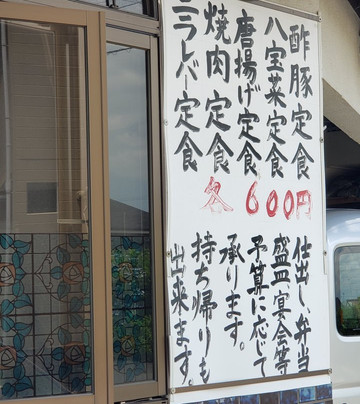 酢豚定食
八宝菜定食
唐揚げ定食
焼肉定食
ニラレバー定食
各600円
仕出し、弁当
盛皿、宴会等
予算に応じて
承ります。
持ち帰りも
出来ます。